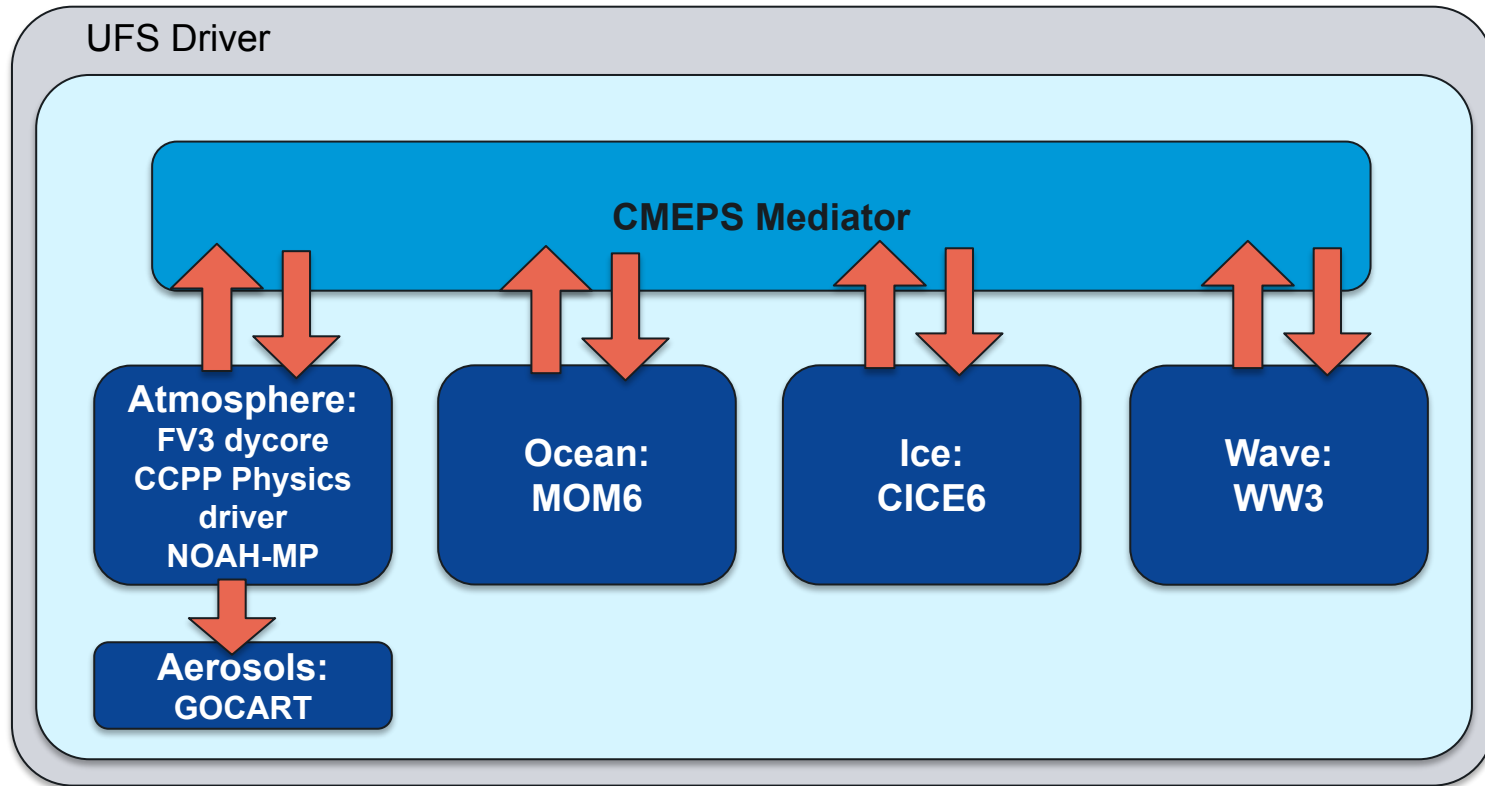 UFS Driver
CMEPS Mediator
Atmosphere:
FV3 dycore
CCPP Physics
driver
NOAH-MP
Ocean:
MOM6
Ice:
CICE6
Wave:
WW3
Aerosols:
GOCART